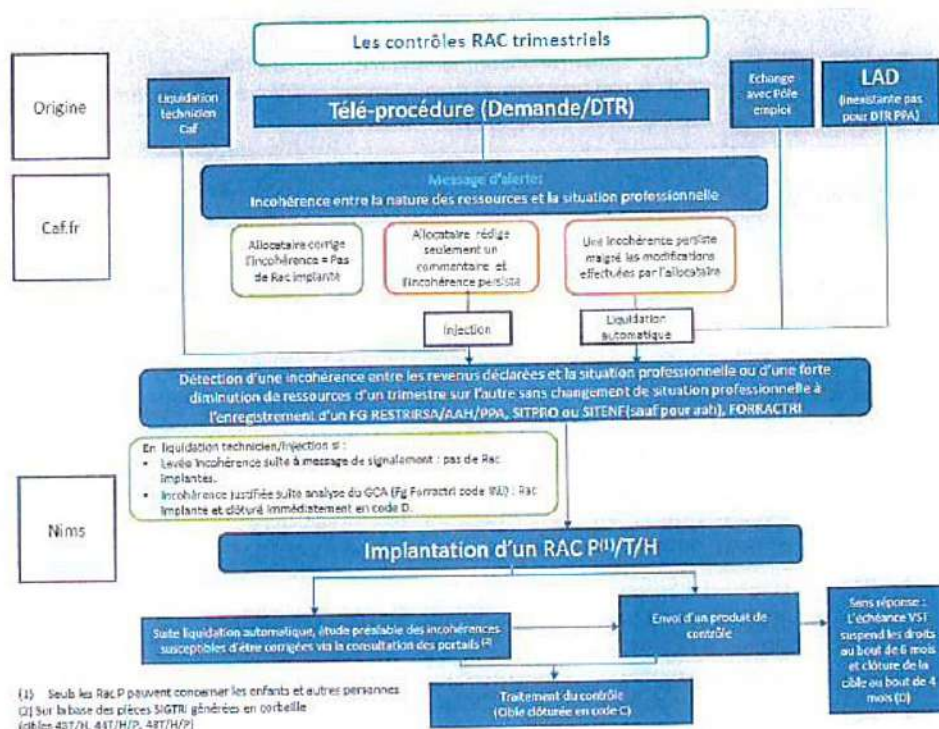 Les contrôles RAC trimestriels
Origine
Liquidation
technicien
Caf
Télé-procédure (Demande/DTR)
Echange
avec Pôle
emploi
LAD
(inexistante pas
pour DTR PPA)
Caf.fr
Message d'alertes
Incohérence entre la nature des ressources et la situation professionnelle
Allocataire corrige
l'incohérence = Pas
de Rac implanté
Allocataire rédige
seulement un
commentaire et
l'incohérence persiste
Une incohérence persiste
malgré les modifications
effectuées par l'allocataire
Injection
Liquidation
automatique
Détection d'une incohérence entre les revenus déclarées et la situation professionnelle ou d'une forte
diminution de ressources d'un trimestre sur l'autre sans changement de situation professionnelle à
l'enregistrement d'un FG RESTRIRSA/AAH/PPA, SITPRO ou SITENF(sauf pour aah), FORRACTRI
Nims
En liquidation technicien/Injection si :
• Levée incohérence suite à message de signalement : pas de Rac
implantés.
• Incohérence justifiée suite analyse du GCA (Fg Forractri code INJ) : Rac
implanté et clôturé immédiatement en code D.
Implantation d'un RAC P(1)/T/H
Suite liquidation automatique, étude préalable des incohérences
susceptibles d'être corrigées via la consultation des portails (2)
Envoi d'un produit de
contrôle
Sans réponse :
L'échéance VST
suspend les droits
au bout de 6 mois
et clôture de la
cible au bout de 4
mois (D)
Traitement du contrôle
(Cible clôturée en code C)
(1) Seuls les Rac P peuvent concerner les enfants et autres personnes
(2) Sur la base des pièces SIGTRI générées en corbeille
(cibles 43T/H, 44T/H/P, 48T/H/P)